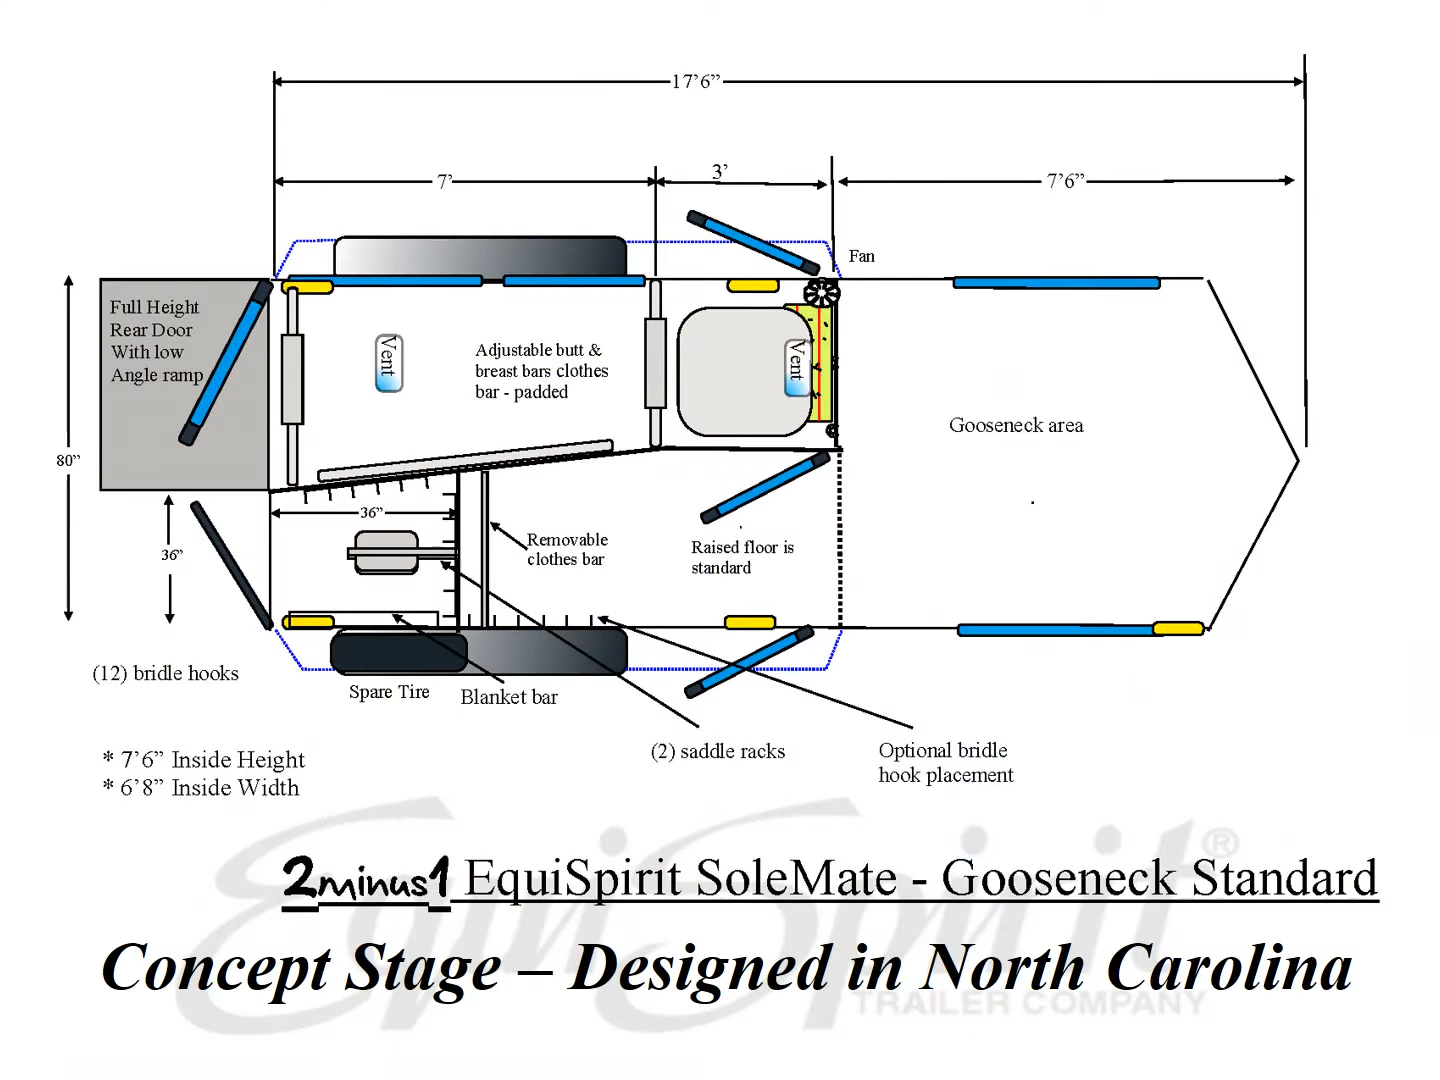 17’6”
7’
3’
7’6”
Fan
Full Height
Rear Door
With low
Angle ramp
Vent
Adjustable butt &
breast bars clothes
bar - padded
Vent
Gooseneck area
80”
36”
36”
Removable
clothes bar
Raised floor is
standard
(12) bridle hooks
Spare Tire
Blanket bar
(2) saddle racks
Optional bridle
hook placement
* 7’6” Inside Height
* 6’8” Inside Width
EquiSpirit®
TRAILER COMPANY
2minus1 EquiSpirit SoleMate - Gooseneck Standard
Concept Stage – Designed in North Carolina